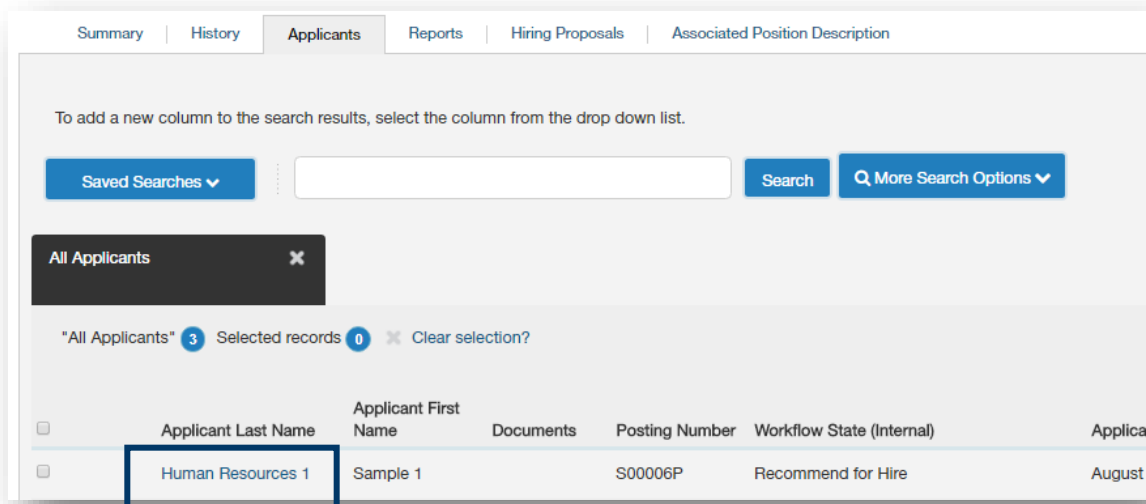 Summary History Applicants Reports Hiring Proposals Associated Position Description
To add a new column to the search results, select the column from the drop down list.
Saved Searches Search More Search Options
All Applicants
"All Applicants" 3 Selected records 0 Clear selection?
Applicant Last Name Applicant First Name Documents Posting Number Workflow State (Internal) Applica
Human Resources 1 Sample 1 S00006P Recommend for Hire August